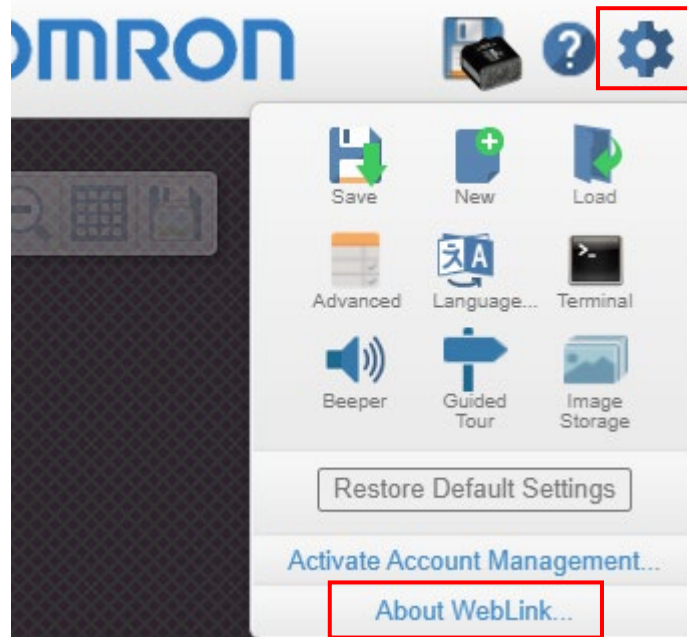 OMRON
Save
New
Load
Advanced
Language...
Terminal
Beeper
Guided
Tour
Image
Storage
Restore Default Settings
Activate Account Management...
About WebLink...